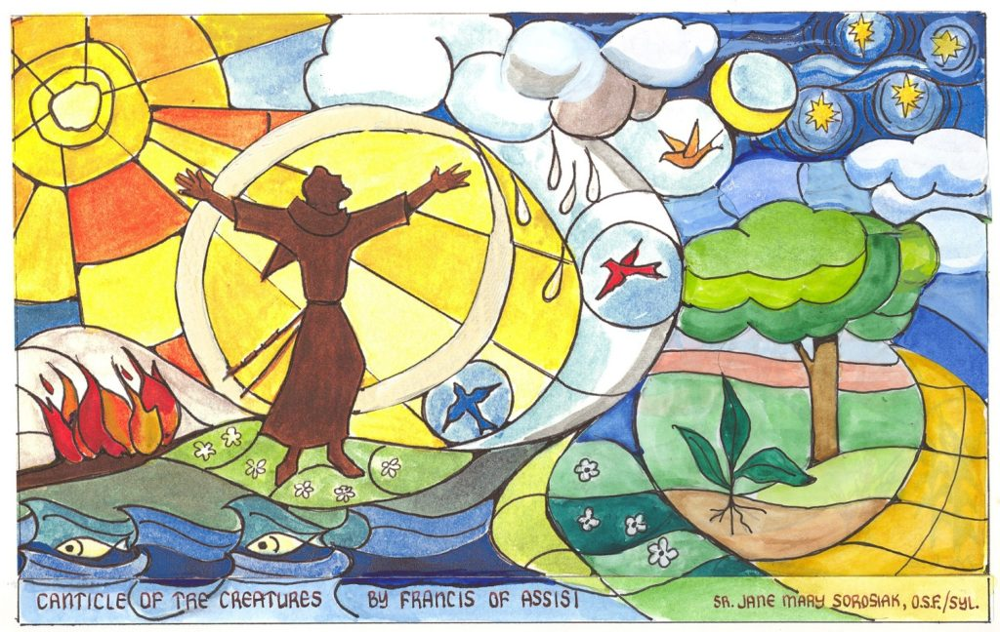 CANTICLE OF THE CREATURES BY FRANCIS OF ASSISI SR. JANE MARY SOROSIAK, O.S.F./SYL.